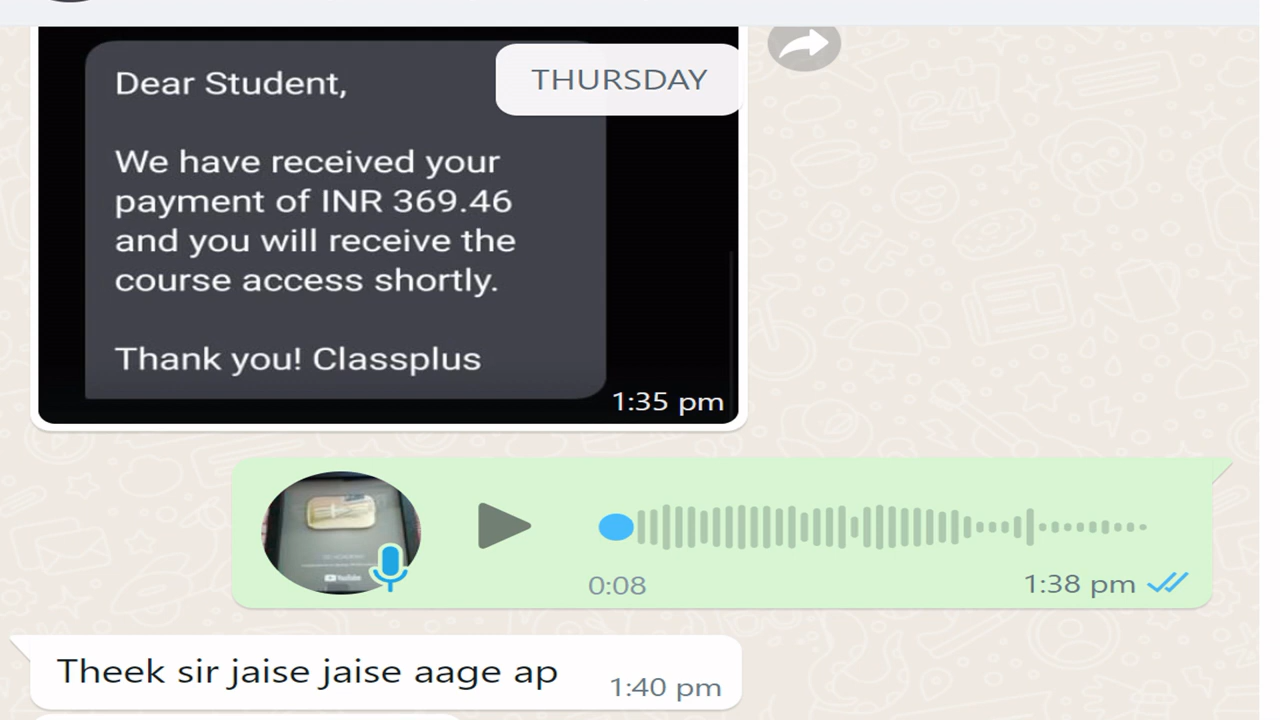 Dear Student,
THURSDAY
We have received your
payment of INR 369.46
and you will receive the
course access shortly.
Thank you! Classplus
1:35 pm
YouTube
0:08
1:38 pm
Theek sir jaise jaise aage ap
1:40 pm